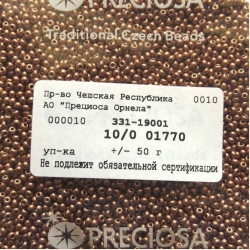 PRECIOSA
Traditional Czech Beads
Пр-во Чешская Республика 0010
АО "Прециоса Орнела"
000010 331-19001
10/0 01770
уп-ка +/- 50 г
Не подлежит обязательной сертификации
PRECIOSA